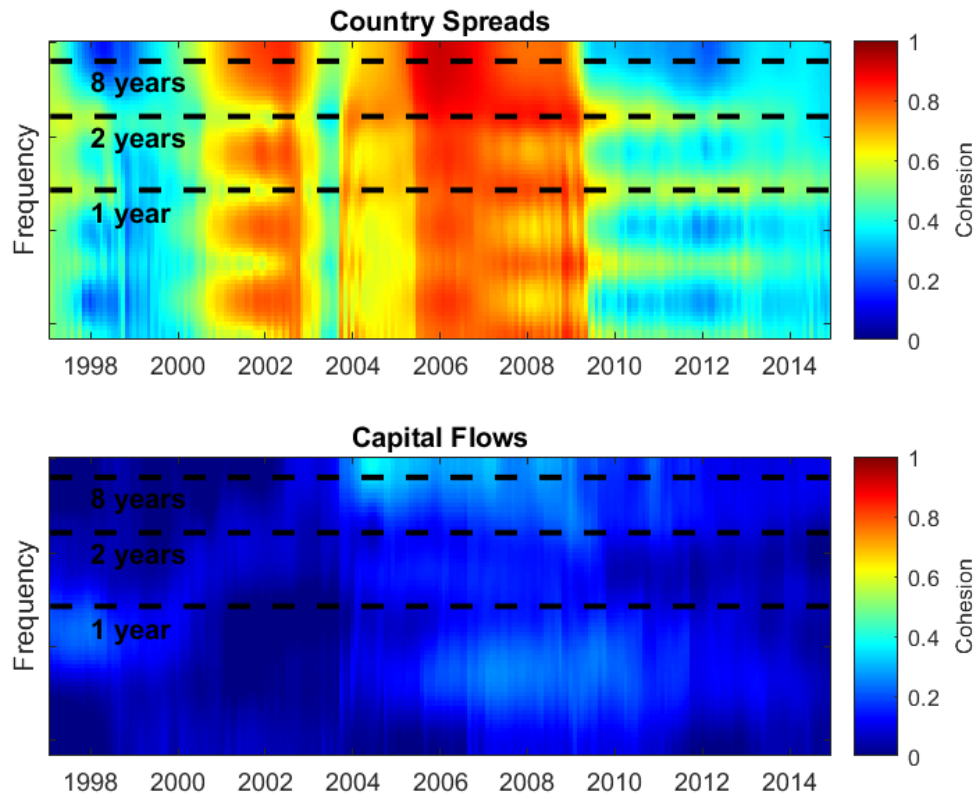 Country Spreads
8 years
2 years
1 year
Frequency
1998 2000 2002 2004 2006 2008 2010 2012 2014
1
0.8
0.6
0.4
0.2
0
Cohesion
Capital Flows
8 years
2 years
1 year
Frequency
1998 2000 2002 2004 2006 2008 2010 2012 2014
1
0.8
0.6
0.4
0.2
0
Cohesion